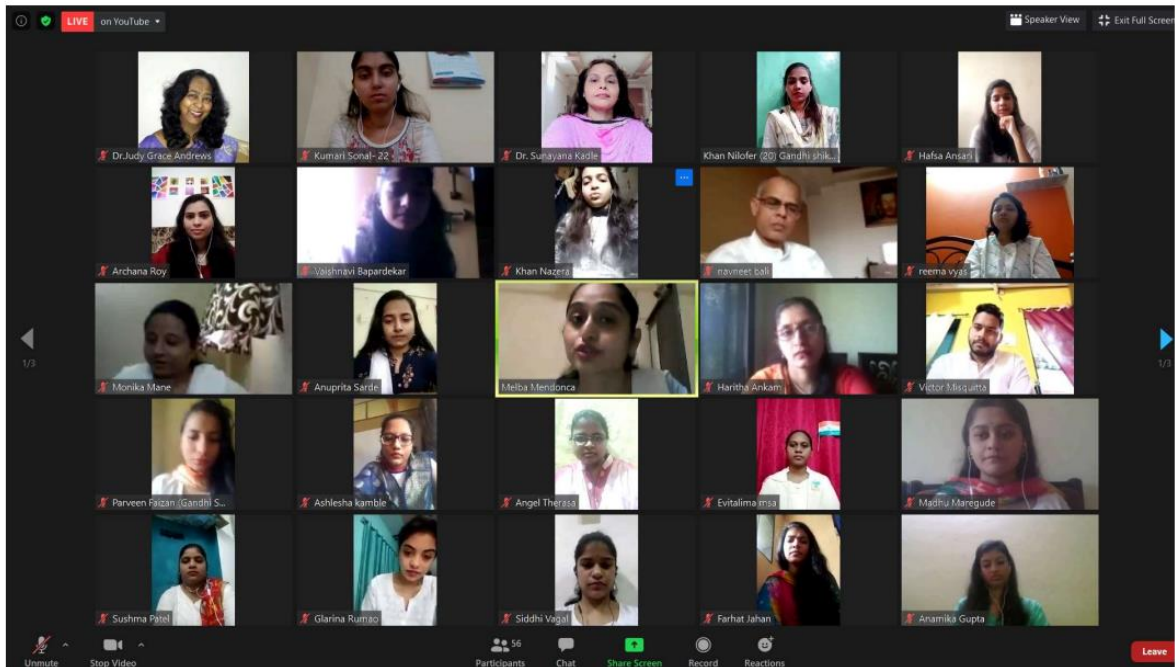 LIVE on YouTube
Speaker View
Exit Full Screen
Dr.Judy Grace Andrews
Kumari Sonal- 22
Dr. Sunayana Kadle
Khan Nilofer (20) Gandhi shik...
Hafsa Ansari
Archana Roy
Vaishnavi Bapardekar
Khan Nazera
navneet bali
reema vyas
Monika Mane
Anuprita Sarde
Melba Mendonca
Haritha Ankam
Victor Misquitta
1/3
1/3
Parveen Faizan (Gandhi S...
Ashlesha kamble
Angel Therasa
Evitalima msa
Madhu Maregude
Sushma Patel
Glarina Rumao
Siddhi Vagal
Farhat Jahan
Anamika Gupta
Unmute
Stop Video
56
Participants
Chat
Share Screen
Record
Reactions
Leave